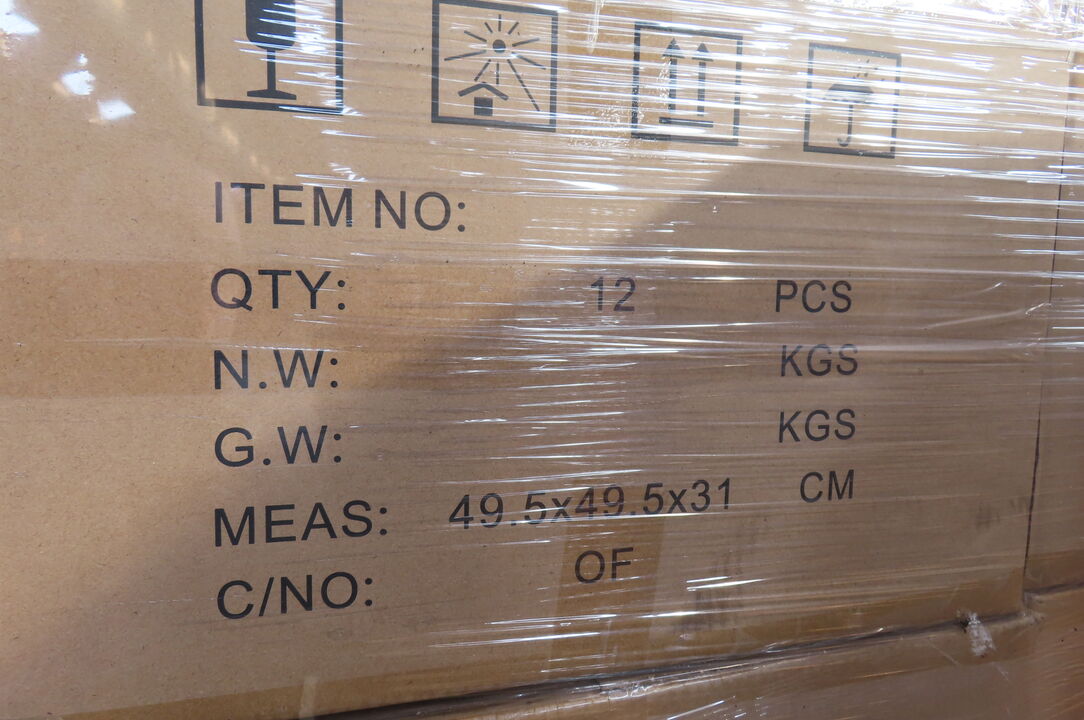 ITEM NO:
QTY: 12 PCS
N.W: KGS
G.W: KGS
MEAS: 49.5x49.5x31 CM
C/NO: OF